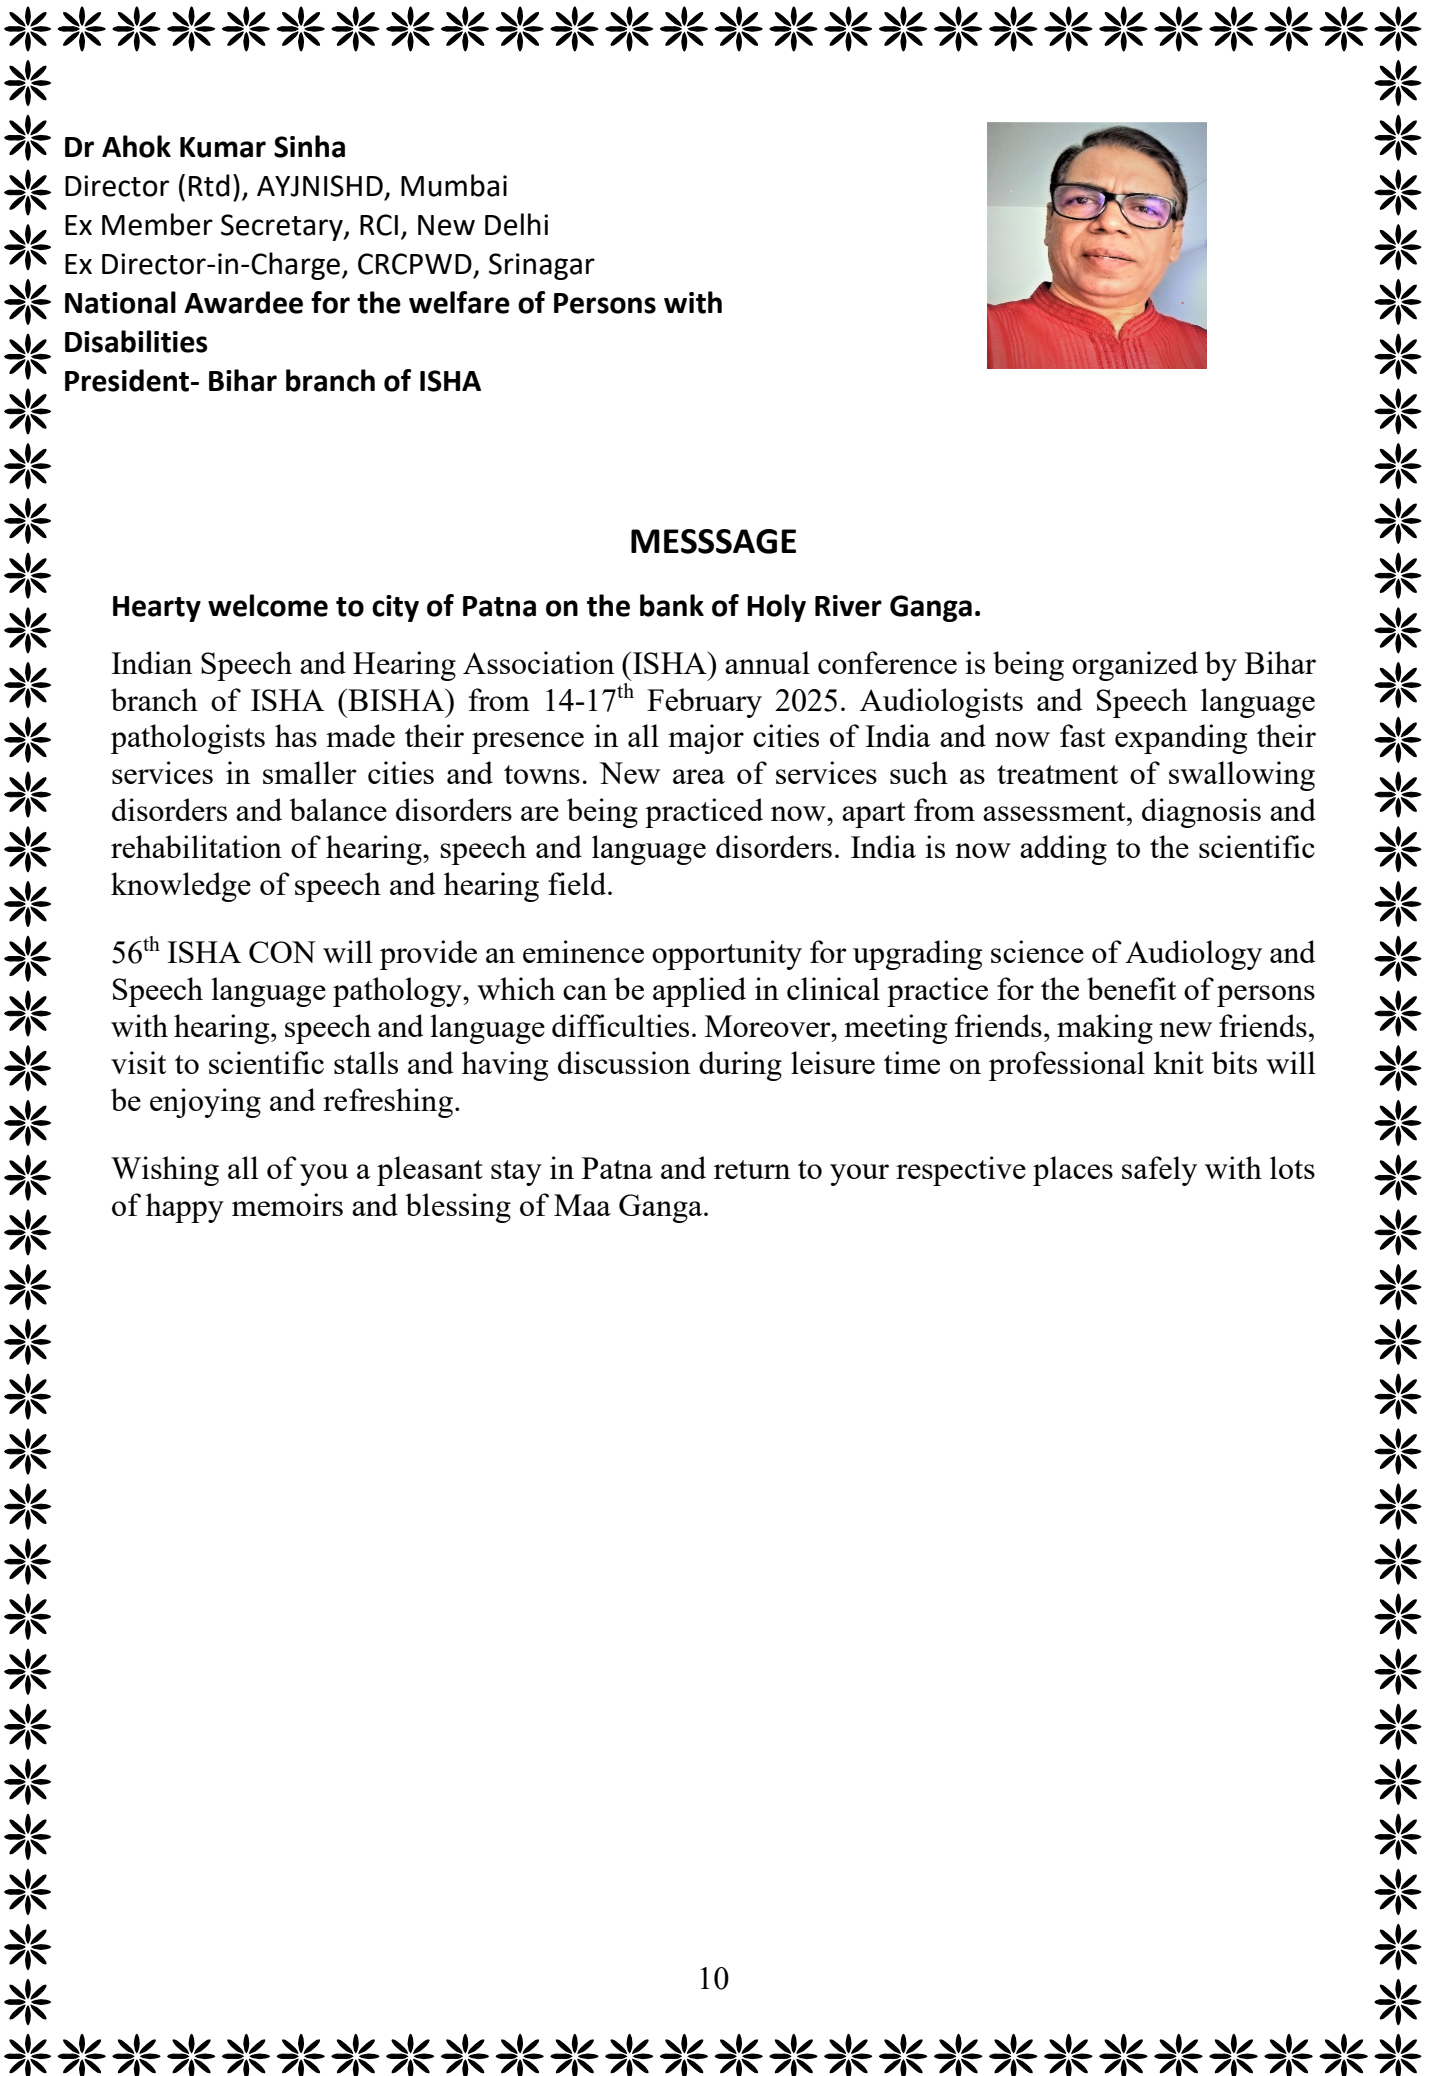 Dr Ahok Kumar Sinha
Director (Rtd), AYJNISHD, Mumbai
Ex Member Secretary, RCI, New Delhi
Ex Director-in-Charge, CRCPWD, Srinagar
National Awardee for the welfare of Persons with
Disabilities
President- Bihar branch of ISHA
MESSSAGE
Hearty welcome to city of Patna on the bank of Holy River Ganga.
Indian Speech and Hearing Association (ISHA) annual conference is being organized by Bihar
branch of ISHA (BISHA) from 14-17th February 2025. Audiologists and Speech language
pathologists has made their presence in all major cities of India and now fast expanding their
services in smaller cities and towns. New area of services such as treatment of swallowing
disorders and balance disorders are being practiced now, apart from assessment, diagnosis and
rehabilitation of hearing, speech and language disorders. India is now adding to the scientific
knowledge of speech and hearing field.
56th ISHA CON will provide an eminence opportunity for upgrading science of Audiology and
Speech language pathology, which can be applied in clinical practice for the benefit of persons
with hearing, speech and language difficulties. Moreover, meeting friends, making new friends,
visit to scientific stalls and having discussion during leisure time on professional knit bits will
be enjoying and refreshing.
Wishing all of you a pleasant stay in Patna and return to your respective places safely with lots
of happy memoirs and blessing of Maa Ganga.
10